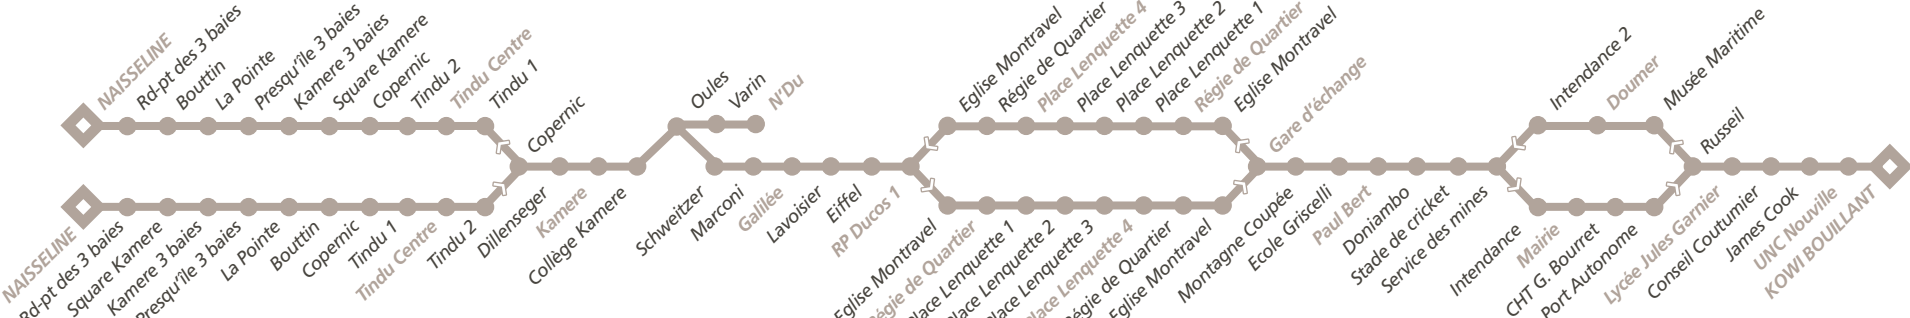 NAISSELINE
Rd-pt des 3 baies
Bouttin
La Pointe
Presqu'île 3 baies
Kamere 3 baies
Square Kamere
Copernic
Tindu 2
Tindu Centre
Tindu 1
Copernic
Oules
Varin
N'Du
Eglise Montravel
Régie de Quartier
Place Lenquette 4
Place Lenquette 3
Place Lenquette 2
Place Lenquette 1
Régie de Quartier
Eglise Montravel
Gare d'échange
Intendance 2
Doumer
Musée Maritime
Russeil
NAISSELINE
Rd-pt des 3 baies
Square Kamere
Kamere 3 baies
Presqu'île 3 baies
La Pointe
Bouttin
Copernic
Tindu 1
Tindu Centre
Tindu 2
Dillenseger
Kamere
Collège Kamere
Schweitzer
Marconi
Galilée
Lavoisier
Eiffel
RP Ducos 1
Eglise Montravel
Régie de Quartier
Place Lenquette 1
Place Lenquette 2
Place Lenquette 3
Place Lenquette 4
Régie de Quartier
Eglise Montravel
Montagne Coupée
Ecole Griscelli
Paul Bert
Doniambo
Stade de cricket
Service des mines
Intendance
Mairie
CHT G. Bourret
Port Autonome
Lycée Jules Garnier
Conseil Coutumier
James Cook
UNC Nouville
KOWI BOUILLANT